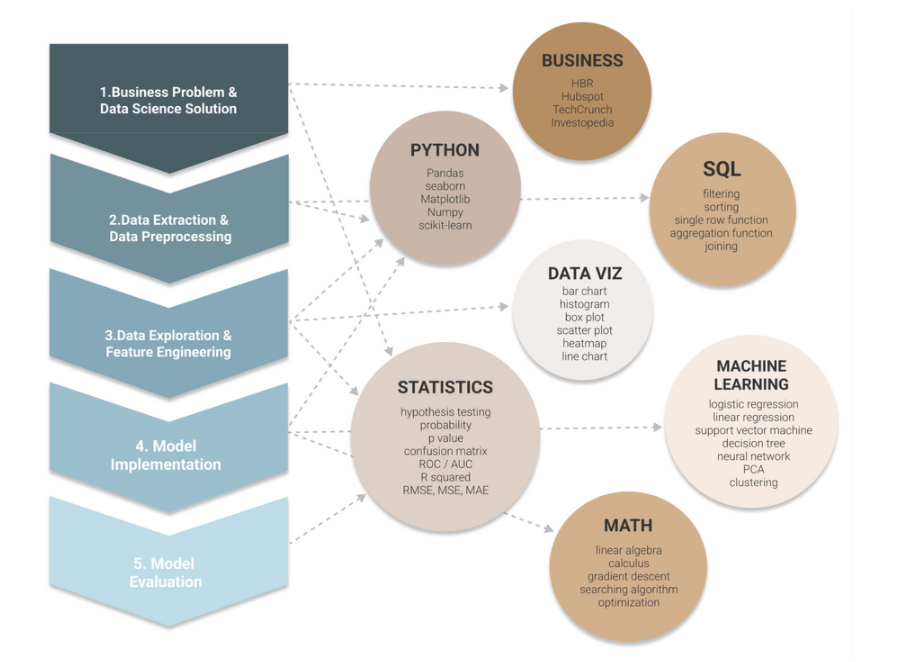 1.Business Problem &
Data Science Solution
2.Data Extraction &
Data Preprocessing
3.Data Exploration &
Feature Engineering
4. Model
Implementation
5. Model
Evaluation
BUSINESS
HBR
Hubspot
TechCrunch
Investopedia
PYTHON
Pandas
seaborn
Matplotlib
Numpy
scikit-learn
SQL
filtering
sorting
single row function
aggregation function
joining
DATA VIZ
bar chart
histogram
box plot
scatter plot
heatmap
line chart
STATISTICS
hypothesis testing
probability
p value
confusion matrix
ROC / AUC
R squared
RMSE, MSE, MAE
MACHINE
LEARNING
logistic regression
linear regression
support vector machine
decision tree
neural network
PCA
clustering
MATH
linear algebra
calculus
gradient descent
searching algorithm
optimization